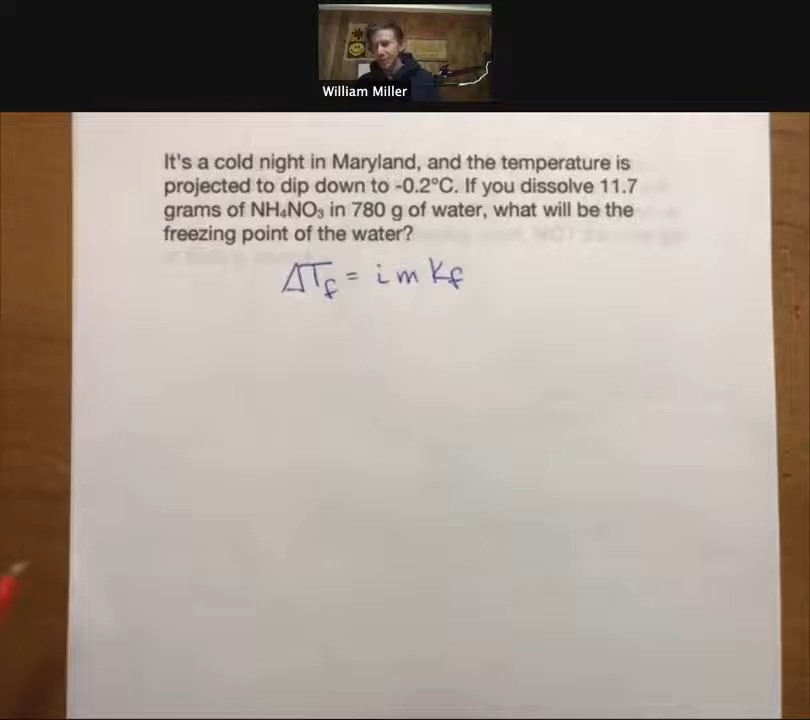 William Miller
It's a cold night in Maryland, and the temperature is
projected to dip down to -0.2°C. If you dissolve 11.7
grams of NH₄NO₃ in 780 g of water, what will be the
freezing point of the water?
ΔTf = i m Kf